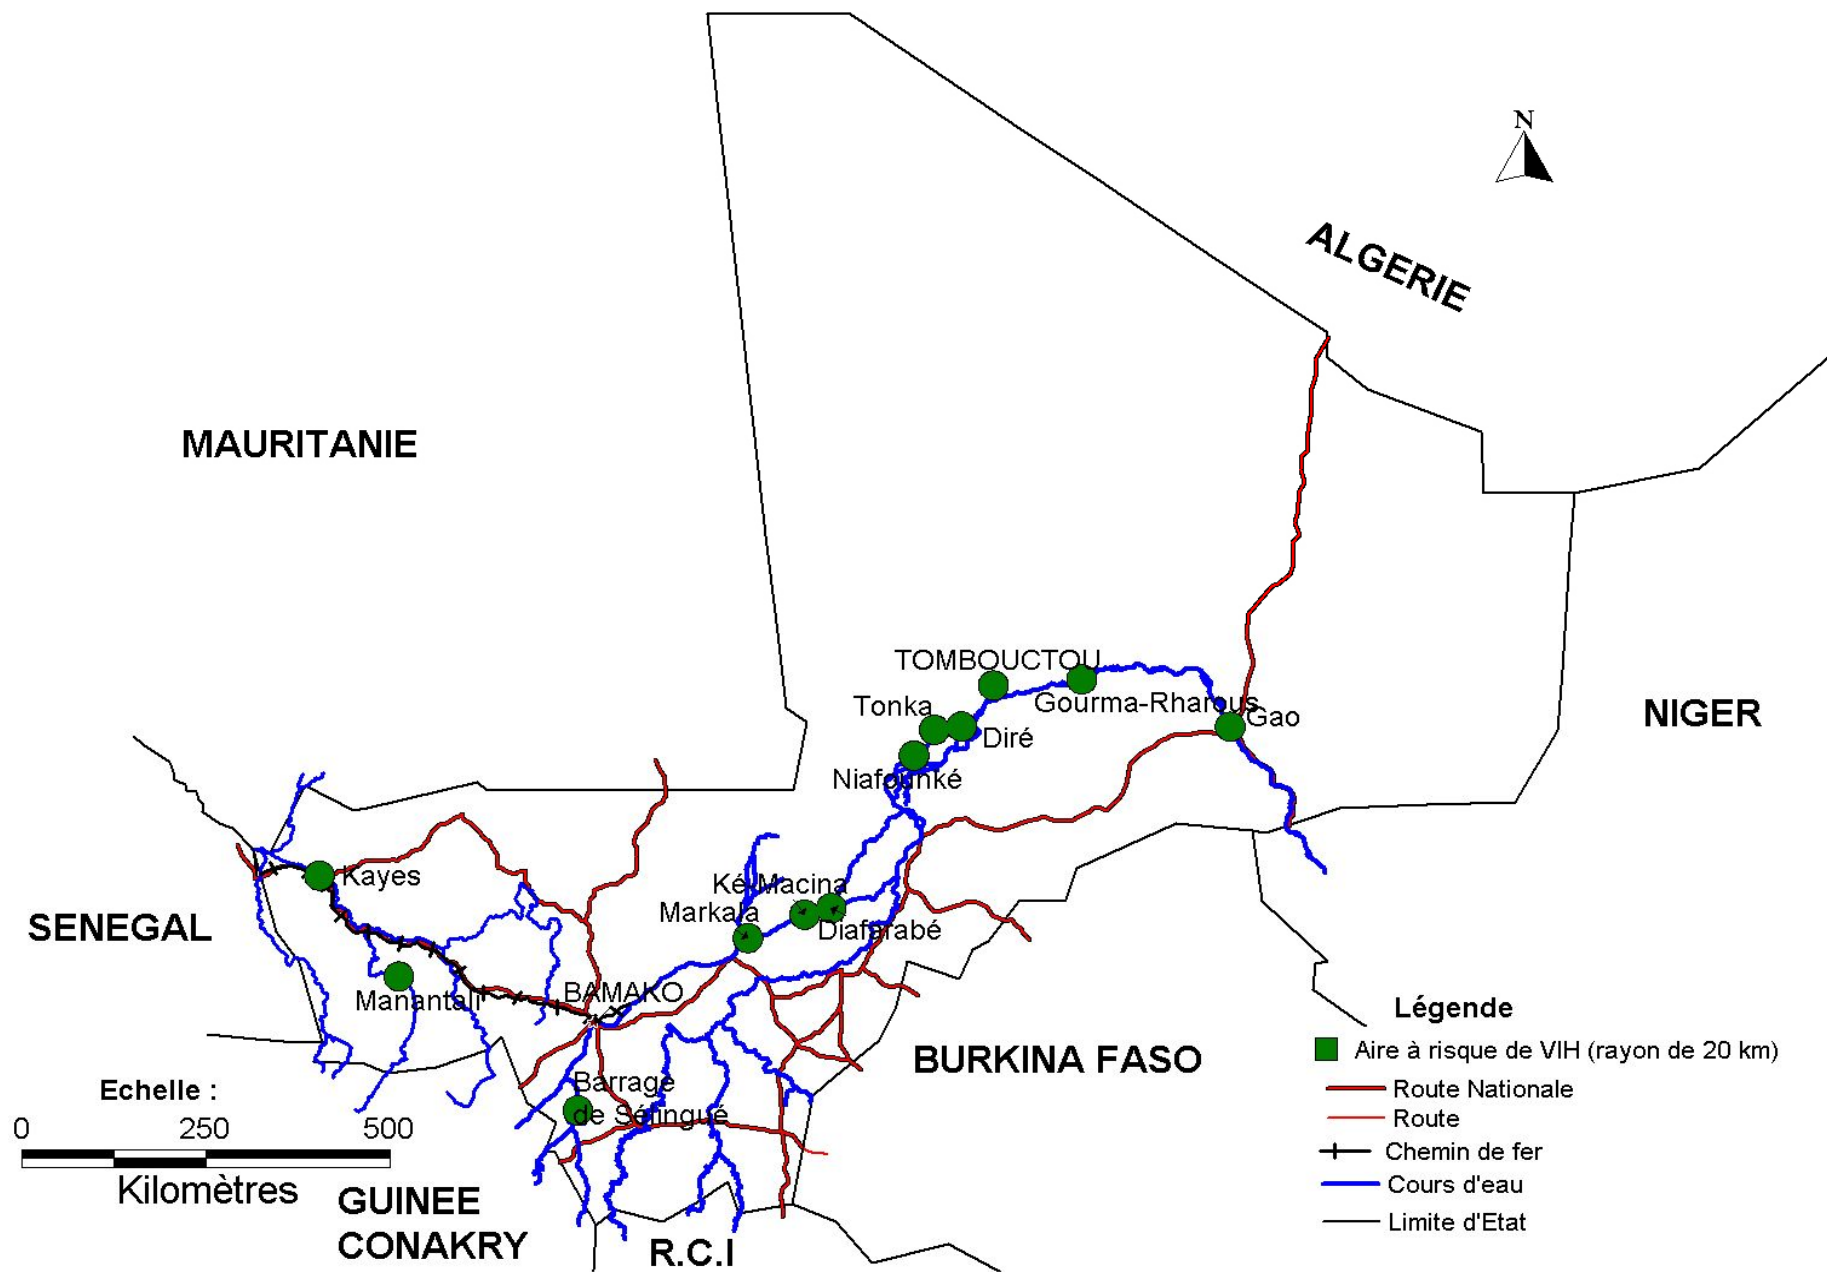 N
ALGERIE
MAURITANIE
TOMBOUCTOU
Tonka
Gourma-Rharous
Gao
NIGER
Diré
Niafounké
Kayes
Ké-Macina
Markala
SENEGAL
Diafarabé
Manantali
BAMAKO
BURKINA FASO
Barrage
de Sélingué
Echelle :
0 250 500
Kilomètres
GUINEE
CONAKRY
R.C.I
Légende
Aire à risque de VIH (rayon de 20 km)
Route Nationale
Route
Chemin de fer
Cours d'eau
Limite d'Etat